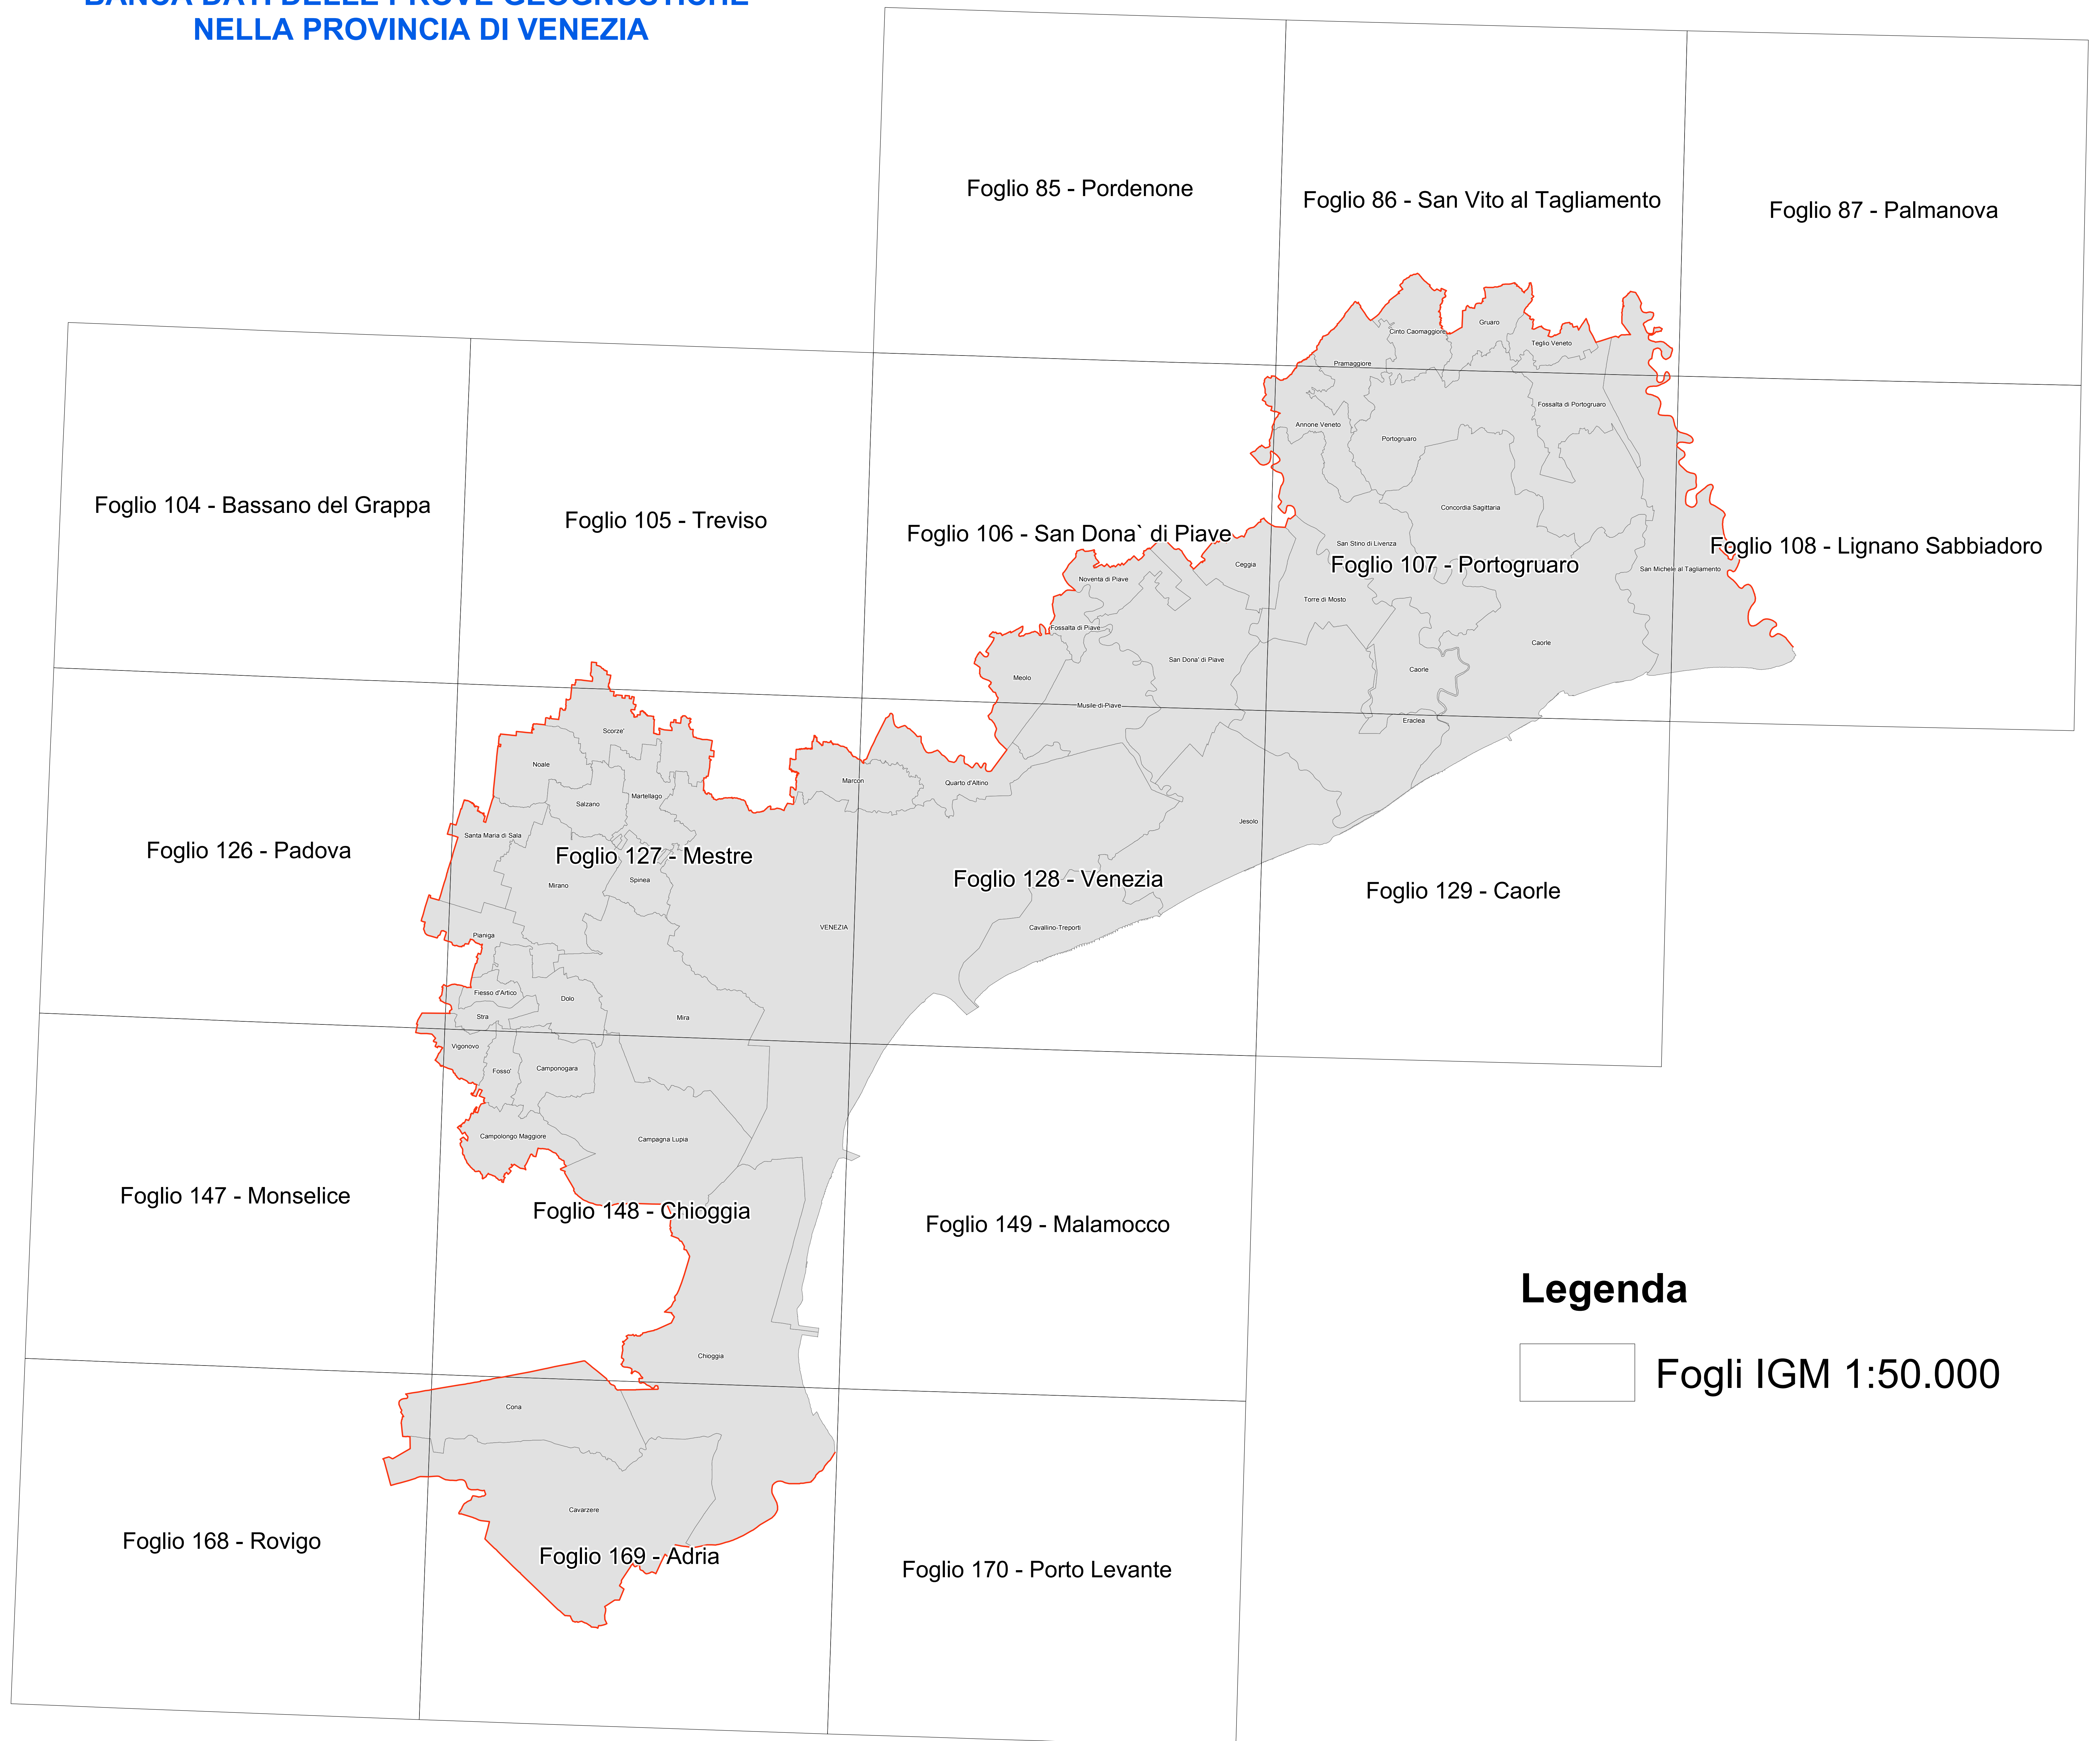 BANCA DATI DELLE PROVE GEOGNOSTICHE
NELLA PROVINCIA DI VENEZIA
Foglio 85 - Pordenone
Foglio 86 - San Vito al Tagliamento
Foglio 87 - Palmanova
Cinto Caomaggiore
Gruaro
Teglio Veneto
Pramaggiore
Fossalta di Portogruaro
Annone Veneto
Portogruaro
Foglio 104 - Bassano del Grappa
Foglio 105 - Treviso
Foglio 106 - San Dona` di Piave
Concordia Sagittaria
San Stino di Livenza
Foglio 107 - Portogruaro
Foglio 108 - Lignano Sabbiadoro
San Michele al Tagliamento
Ceggia
Noventa di Piave
Torre di Mosto
Fossalta di Piave
Caorle
San Dona' di Piave
Caorle
Meolo
Musile di Piave
Eraclea
Scorze'
Noale
Marcon
Quarto d'Altino
Martellago
Salzano
Jesolo
Santa Maria di Sala
Foglio 126 - Padova
Foglio 127 - Mestre
Foglio 128 - Venezia
Foglio 129 - Caorle
Spinea
Mirano
VENEZIA
Cavallino-Treporti
Pianiga
Fiesso d'Artico
Dolo
Stra
Mira
Vigonovo
Fosso'
Camponogara
Campolongo Maggiore
Campagna Lupia
Foglio 147 - Monselice
Foglio 148 - Chioggia
Foglio 149 - Malamocco
Legenda
Fogli IGM 1:50.000
Chioggia
Cona
Cavarzere
Foglio 168 - Rovigo
Foglio 169 - Adria
Foglio 170 - Porto Levante